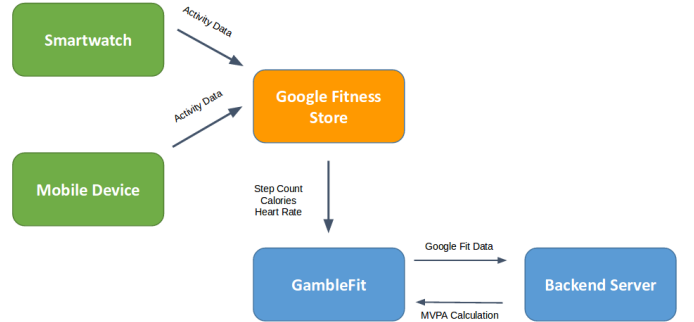 Smartwatch
Activity Data
Google Fitness
Store
Activity Data
Mobile Device
Step Count
Calories
Heart Rate
GambleFit
Google Fit Data
Backend Server
MVPA Calculation